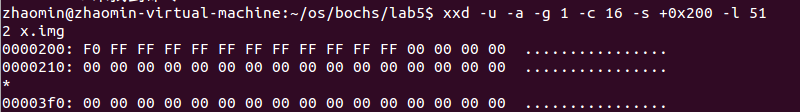 zhaomin@zhaomin-virtual-machine:~/os/bochs/lab5$ xxd -u -a -g 1 -c 16 -s +0x200 -l 51
2 x.img
0000200: F0 FF FF FF FF FF FF FF FF FF FF FF 00 00 00 00  ................
0000210: 00 00 00 00 00 00 00 00 00 00 00 00 00 00 00 00  ................
*
00003f0: 00 00 00 00 00 00 00 00 00 00 00 00 00 00 00 00  ................